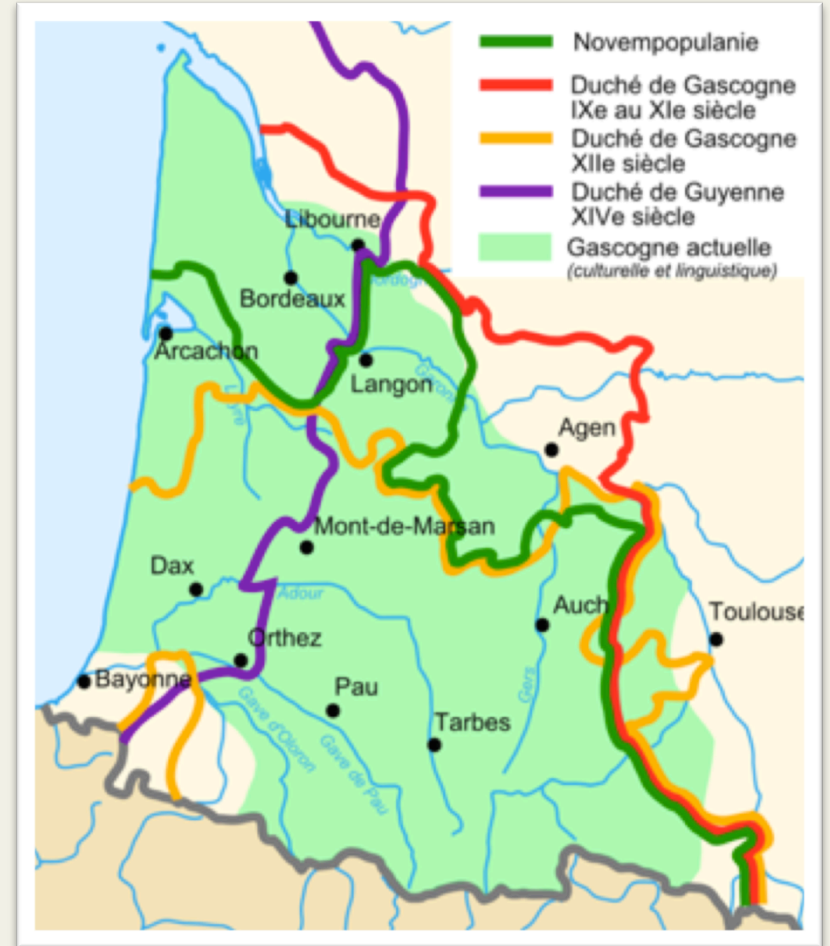 Novempopulanie
Duché de Gascogne
IXe au XIe siècle
Duché de Gascogne
XIIe siècle
Duché de Guyenne
XIVe siècle
Gascogne actuelle
(culturelle et linguistique)
Libourne
Bordeaux
Arcachon
Langon
Agen
Mont-de-Marsan
Dax
Adour
Auch
Toulouse
Orthez
Bayonne
Pau
Gers
Tarbes
Gave d'Oloron
Gave de Pau